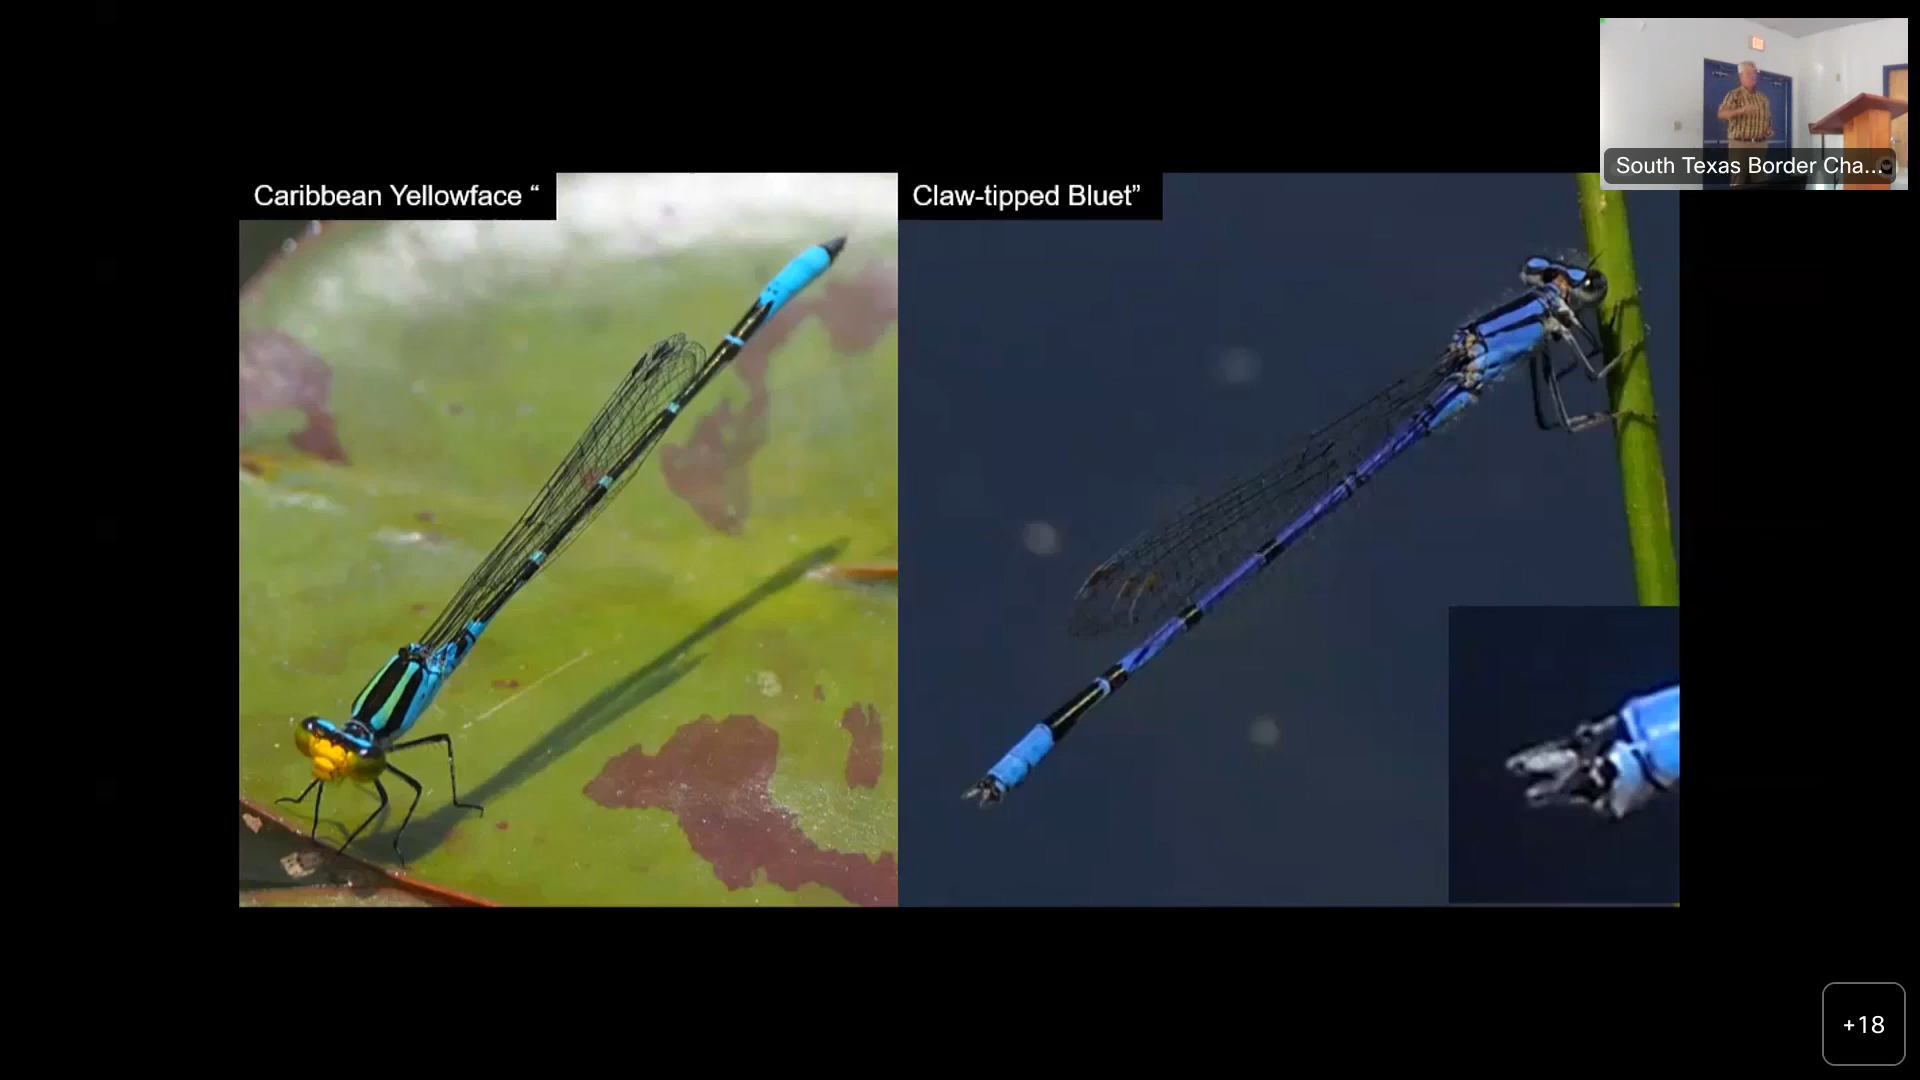 Caribbean Yellowface “
Claw-tipped Bluet”
South Texas Border Cha...
+18